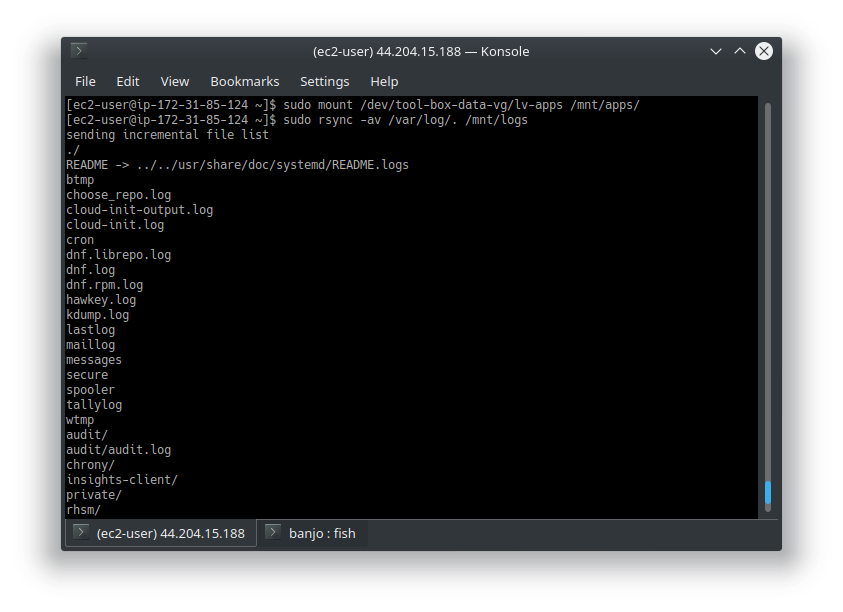 (ec2-user) 44.204.15.188 — Konsole
File Edit View Bookmarks Settings Help
[ec2-user@ip-172-31-85-124 ~]$ sudo mount /dev/tool-box-data-vg/lv-apps /mnt/apps/
[ec2-user@ip-172-31-85-124 ~]$ sudo rsync -av /var/log/. /mnt/logs
sending incremental file list
./
README -> ../../usr/share/doc/systemd/README.logs
btmp
choose_repo.log
cloud-init-output.log
cloud-init.log
cron
dnf.librepo.log
dnf.log
dnf.rpm.log
hawkey.log
kdump.log
lastlog
maillog
messages
secure
spooler
tallylog
wtmp
audit/
audit/audit.log
chrony/
insights-client/
private/
rhsm/
(ec2-user) 44.204.15.188 banjo : fish